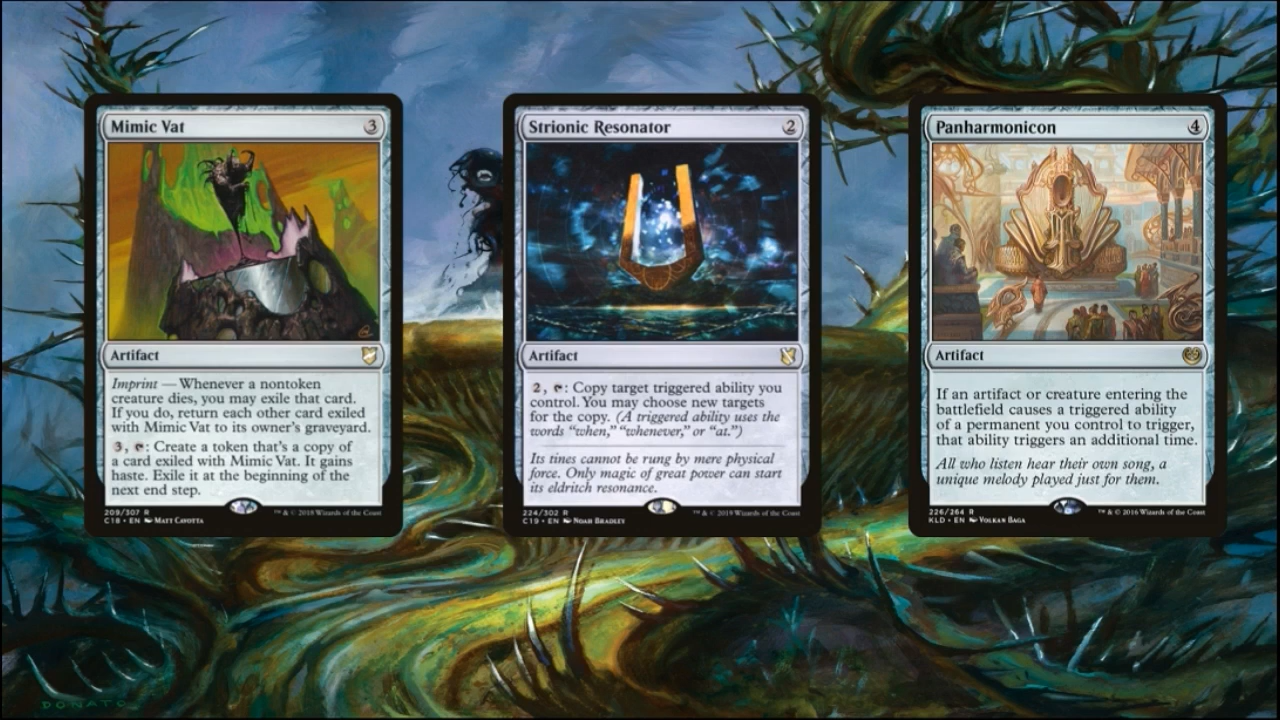 Mimic Vat 3
Artifact
Imprint — Whenever a nontoken
creature dies, you may exile that card.
If you do, return each other card exiled
with Mimic Vat to its owner's graveyard.
3, : Create a token that's a copy of
a card exiled with Mimic Vat. It gains
haste. Exile it at the beginning of the
next end step.
209/307 R
C18 • EN MATT CAVOTTA
™ & © 2018 Wizards of the Coast
Strionic Resonator 2
Artifact
2, : Copy target triggered ability you
control. You may choose new targets
for the copy. (A triggered ability uses the
words “when,” “whenever,” or “at.”)
Its tines cannot be rung by mere physical
force. Only magic of great power can start
its eldritch resonance.
224/302 R
C19 • EN NOAH BRADLEY
™ & © 2019 Wizards of the Coast
Panharmonicon 4
Artifact
If an artifact or creature entering the
battlefield causes a triggered ability
of a permanent you control to trigger,
that ability triggers an additional time.
All who listen hear their own song, a
unique melody played just for them.
226/264 R
KLD • EN VOLKAN BAGA
™ & © 2016 Wizards of the Coast
DONATO